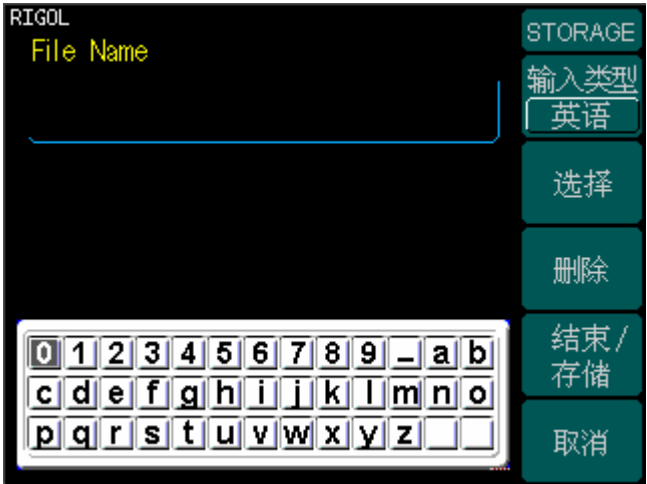 RIGOL
File Name
STORAGE
输入类型
英语
选择
删除
结束/
存储
取消
0 1 2 3 4 5 6 7 8 9 _ a b
c d e f g h i j k l m n o
p q r s t u v w x y z